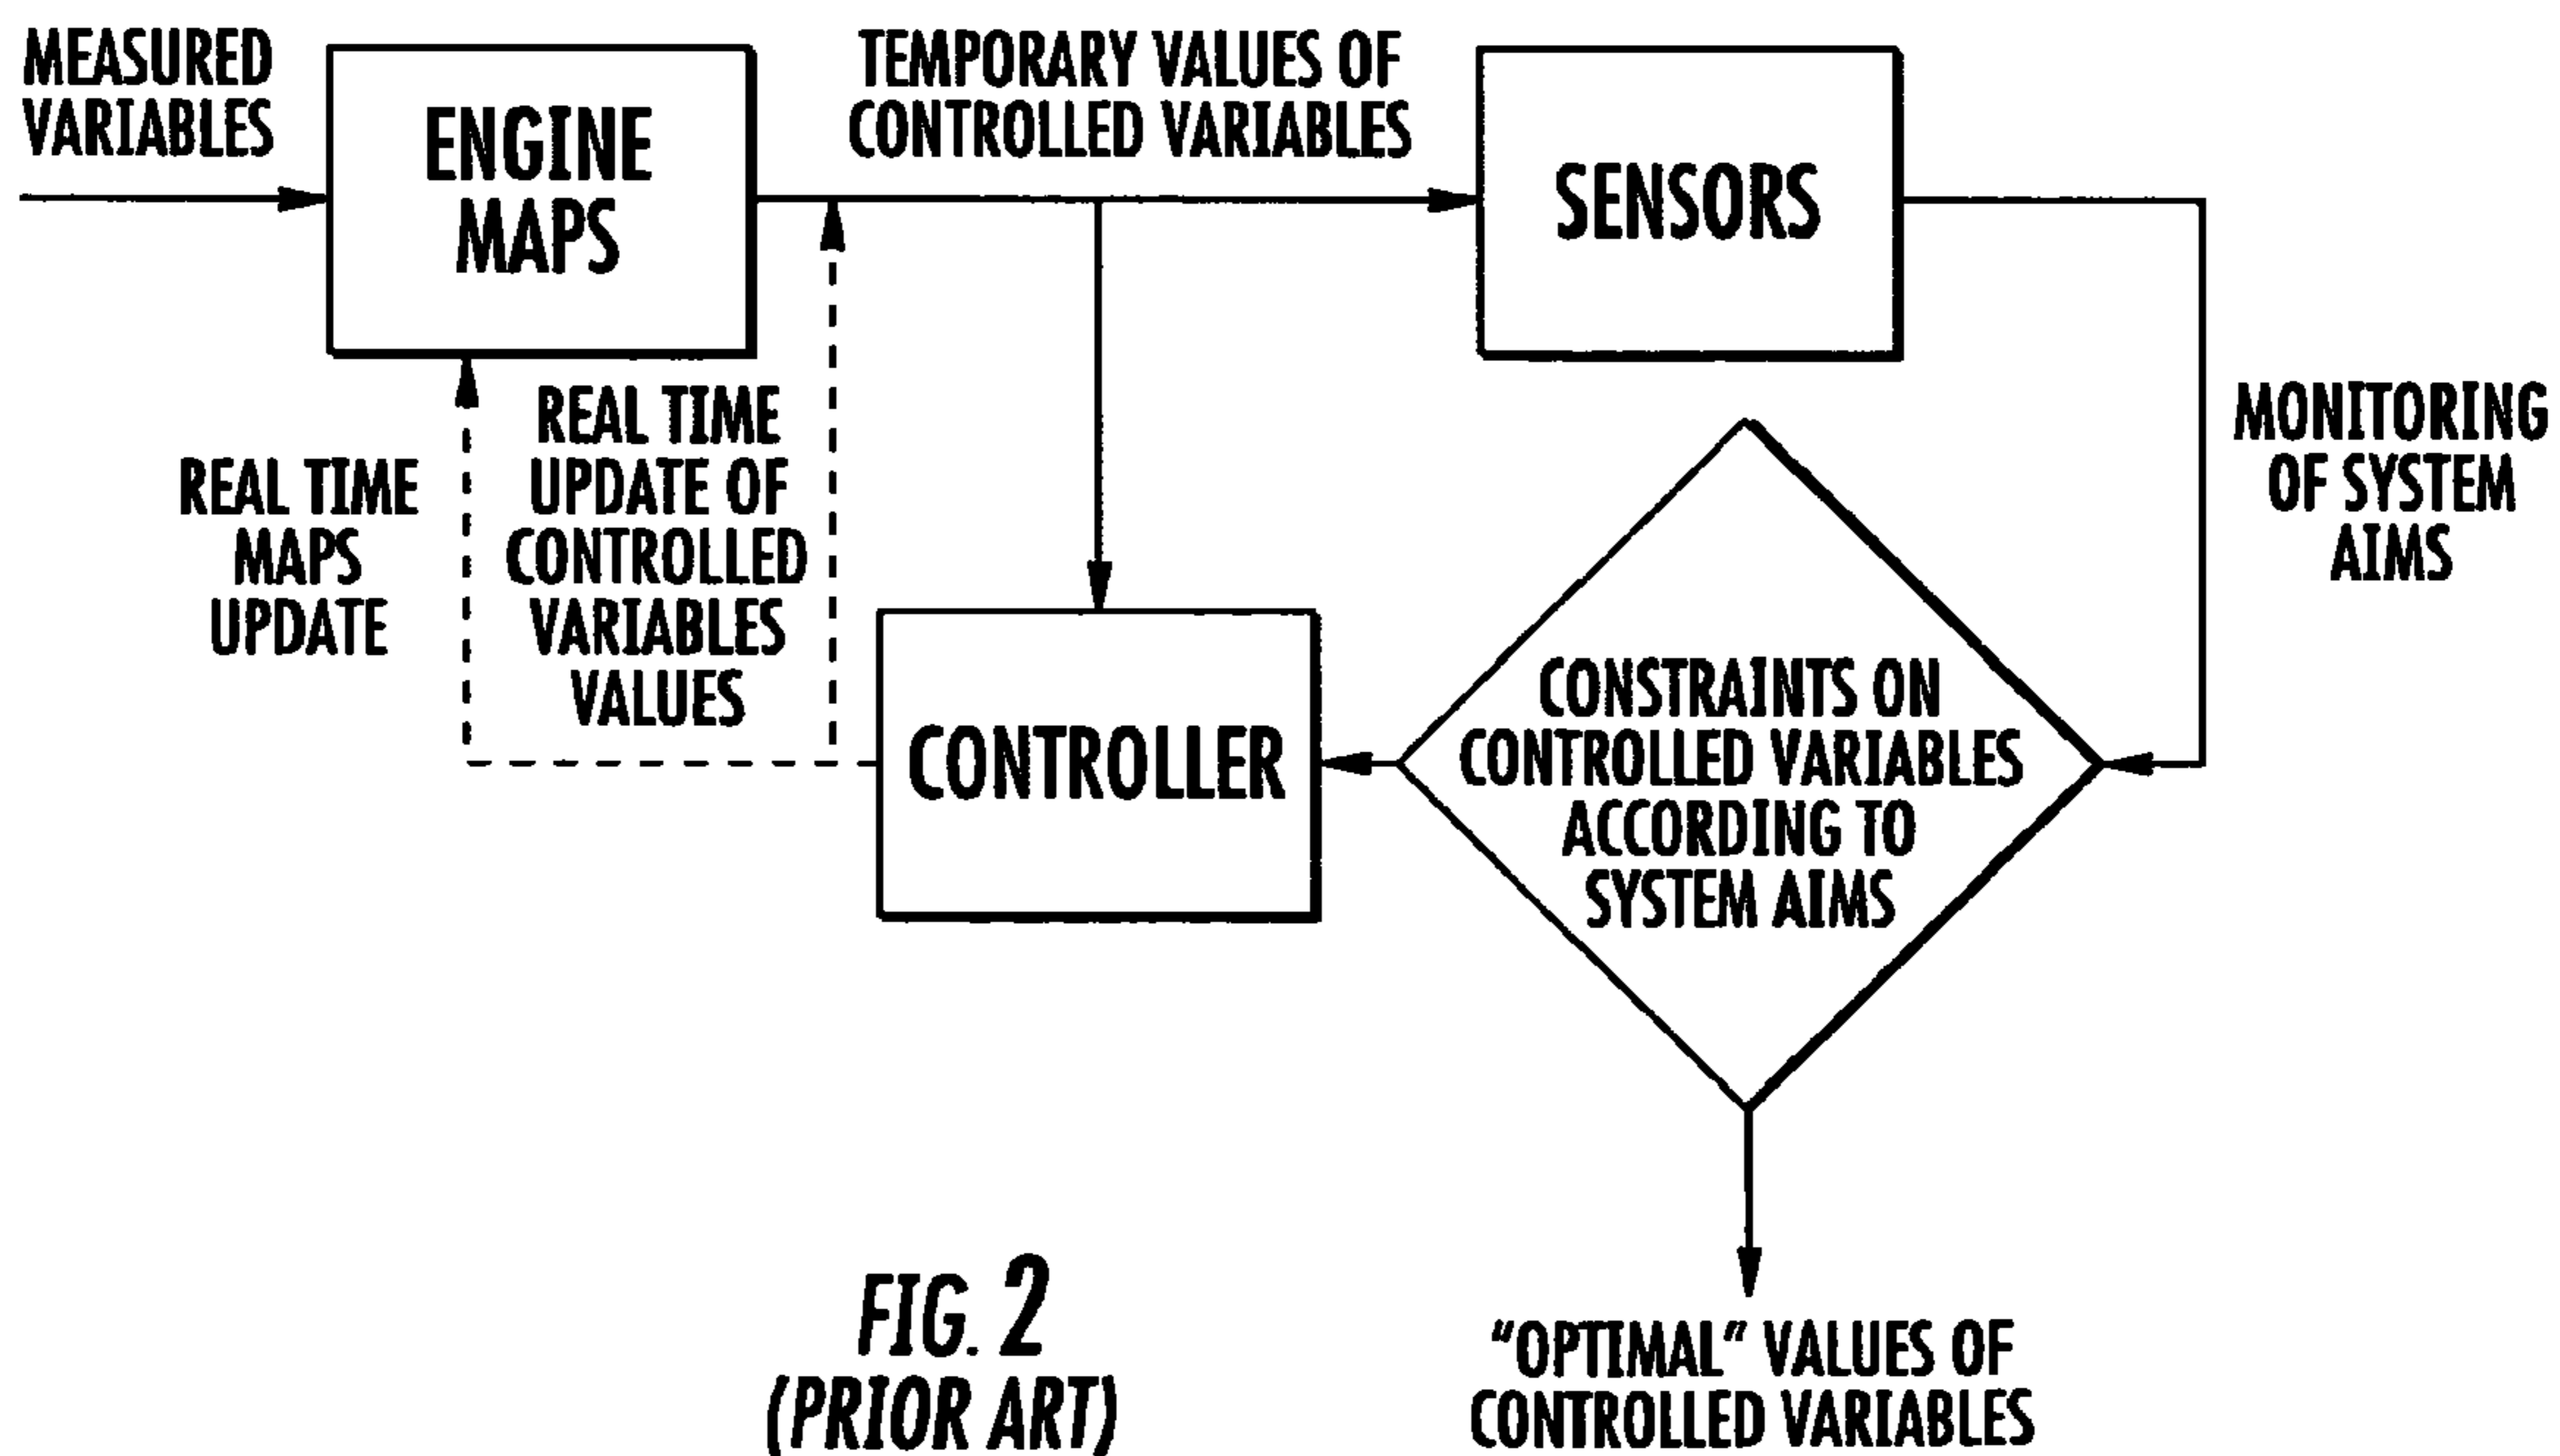 MEASURED
VARIABLES
ENGINE
MAPS
TEMPORARY VALUES OF
CONTROLLED VARIABLES
SENSORS
MONITORING
OF SYSTEM
AIMS
REAL TIME
MAPS
UPDATE
REAL TIME
UPDATE OF
CONTROLLED
VARIABLES
VALUES
CONTROLLER
CONSTRAINTS ON
CONTROLLED VARIABLES
ACCORDING TO
SYSTEM AIMS
"OPTIMAL" VALUES OF
CONTROLLED VARIABLES
FIG. 2
(PRIOR ART)